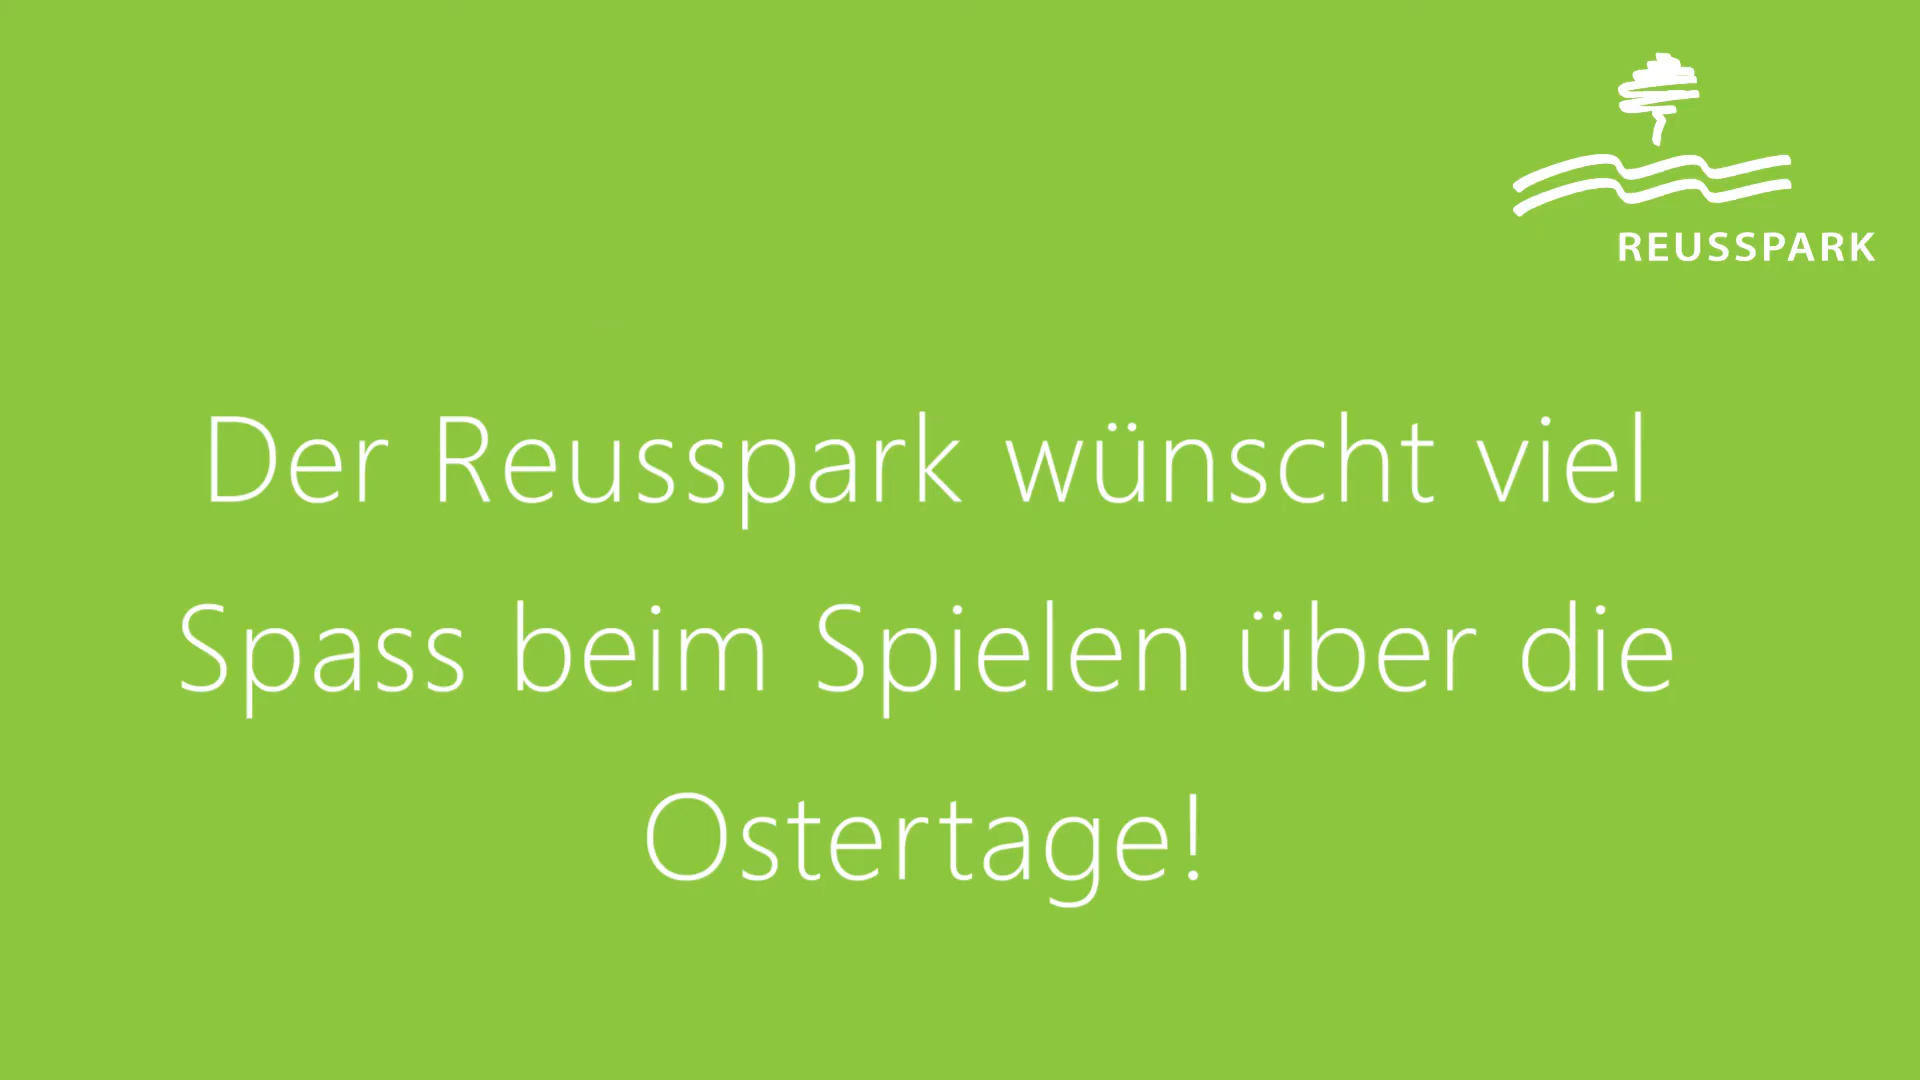 REUSSPARK
Der Reusspark wünscht viel
Spass beim Spielen über die
Ostertage!